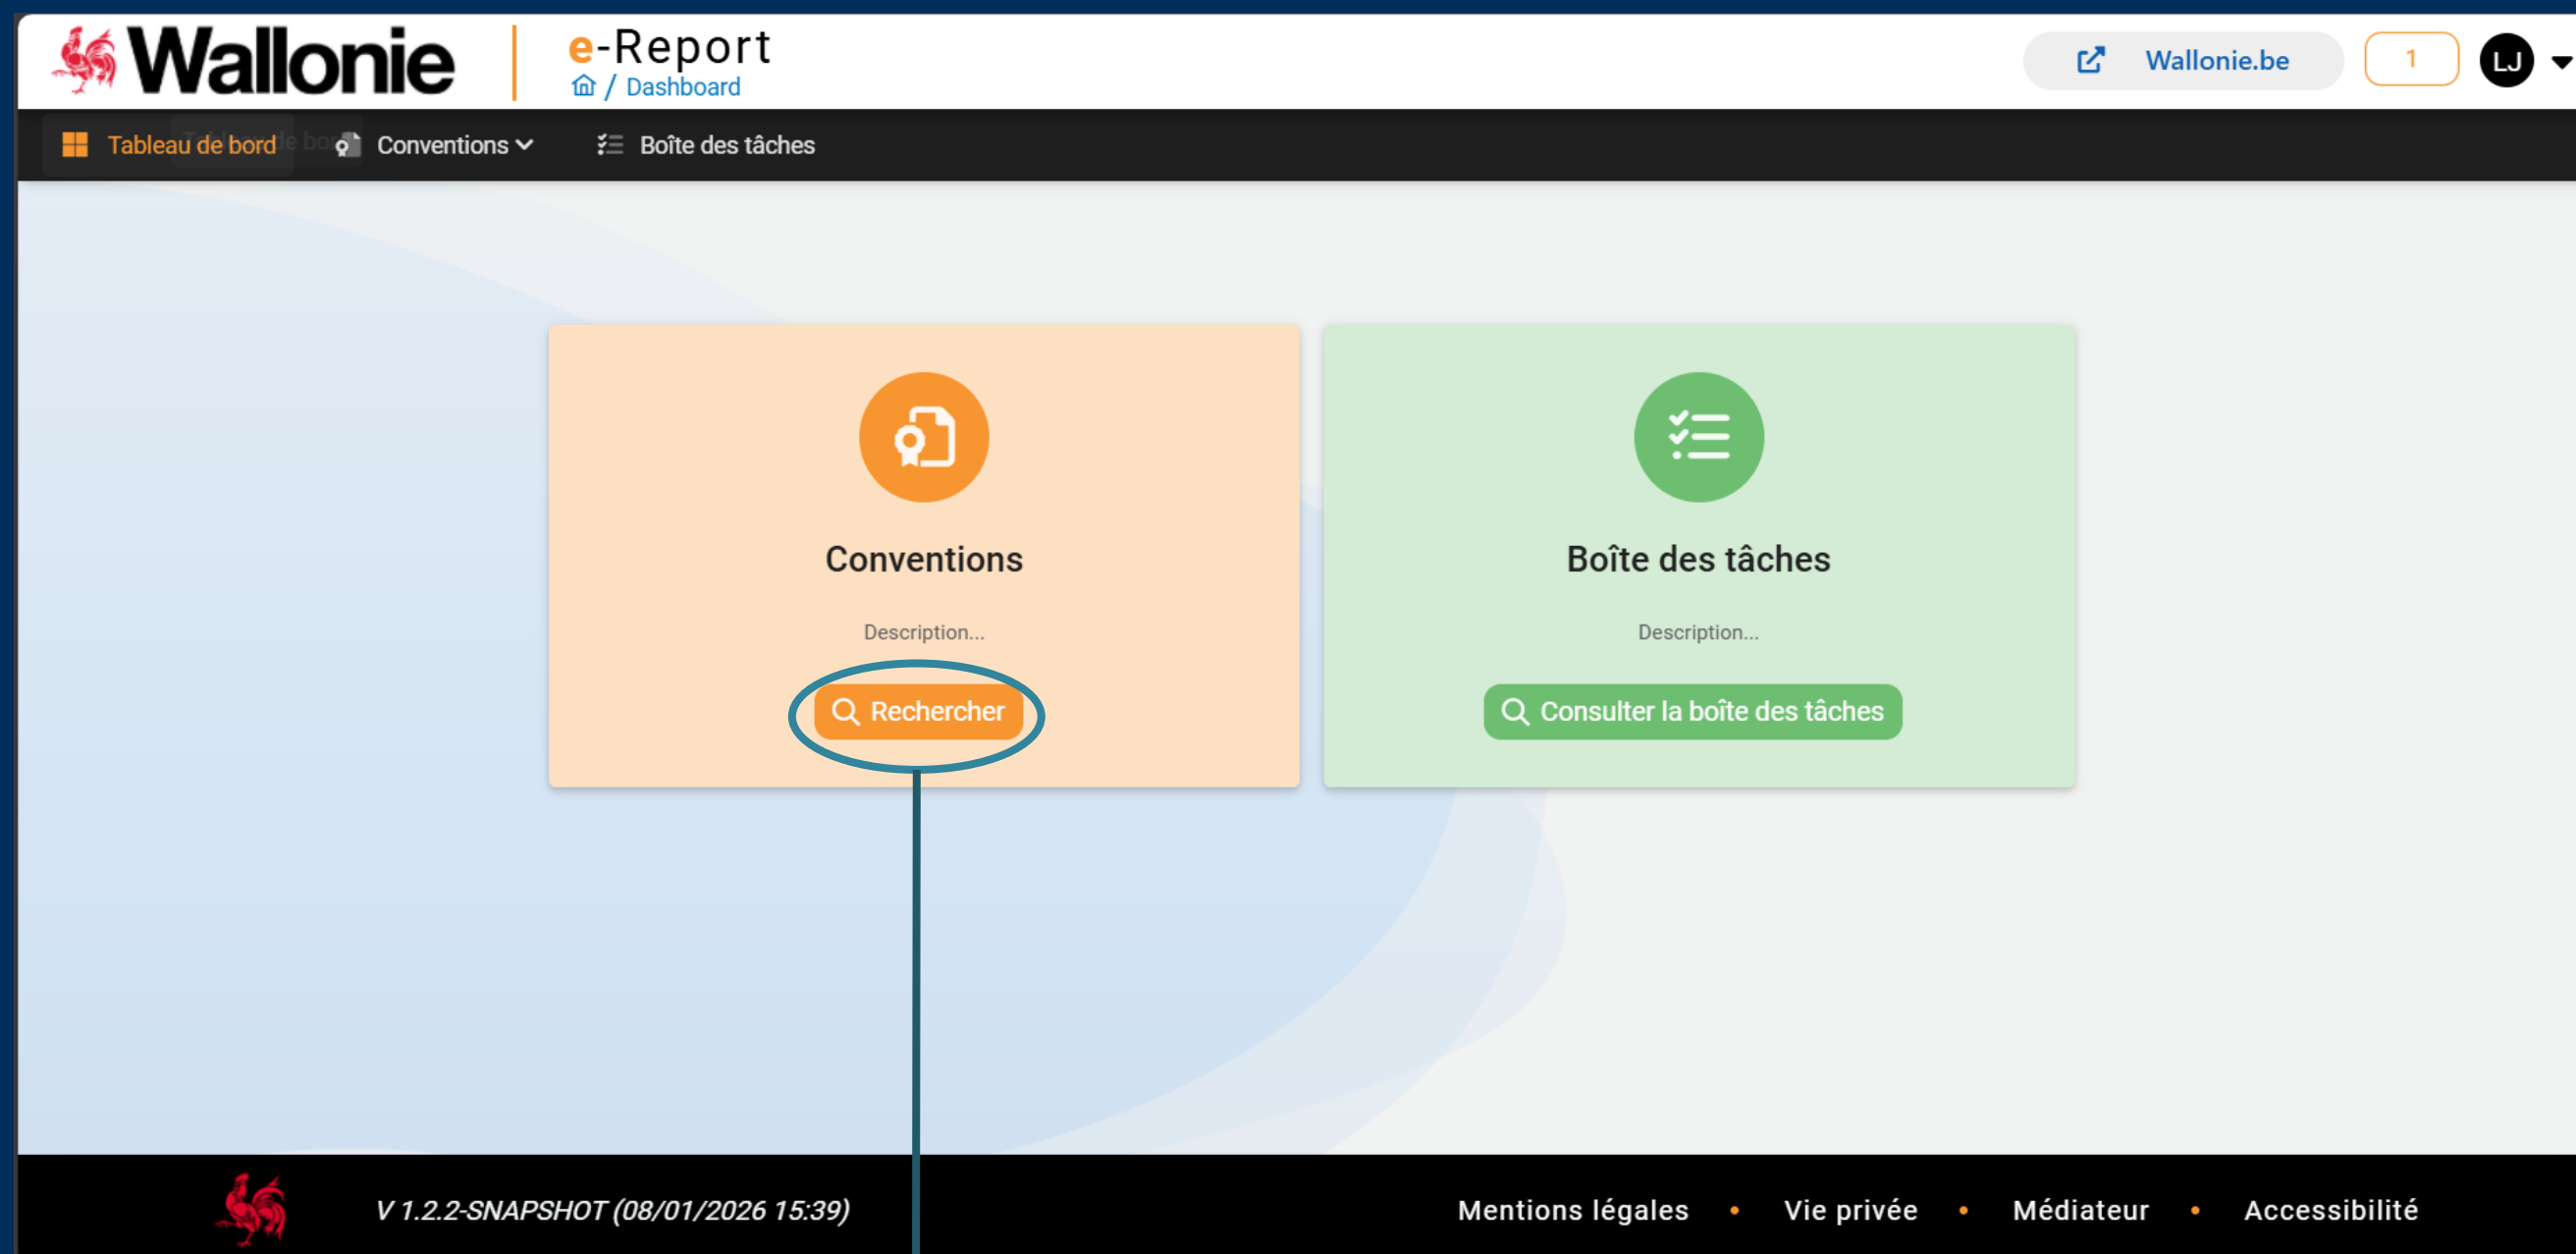 Wallonie
e-Report
/ Dashboard
Wallonie.be
1
LJ
Tableau de bord
Conventions
Boîte des tâches
Conventions
Description...
Rechercher
Boîte des tâches
Description...
Consulter la boîte des tâches
V 1.2.2-SNAPSHOT (08/01/2026 15:39)
Mentions légales • Vie privée • Médiateur • Accessibilité